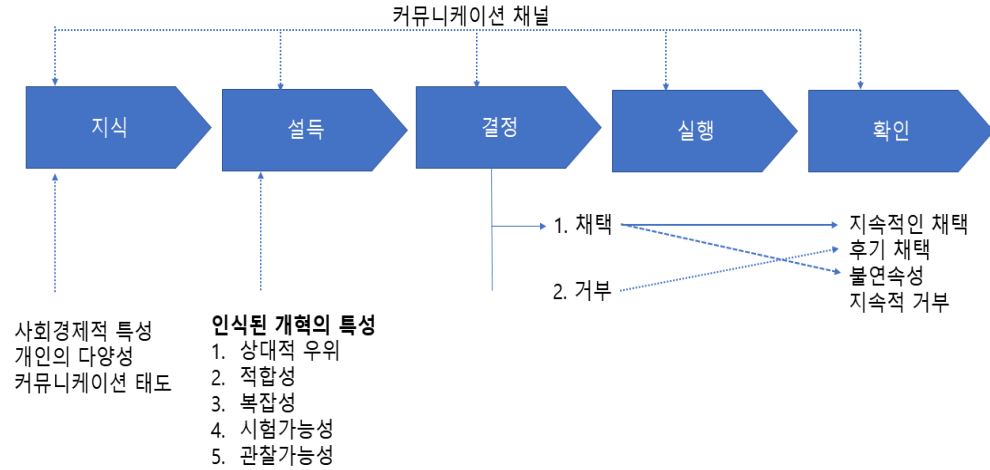 커뮤니케이션 채널
지식
설득
결정
실행
확인
1. 채택
2. 거부
지속적인 채택
후기 채택
불연속성
지속적 거부
사회경제적 특성
개인의 다양성
커뮤니케이션 태도
인식된 개혁의 특성
1. 상대적 우위
2. 적합성
3. 복잡성
4. 시험가능성
5. 관찰가능성